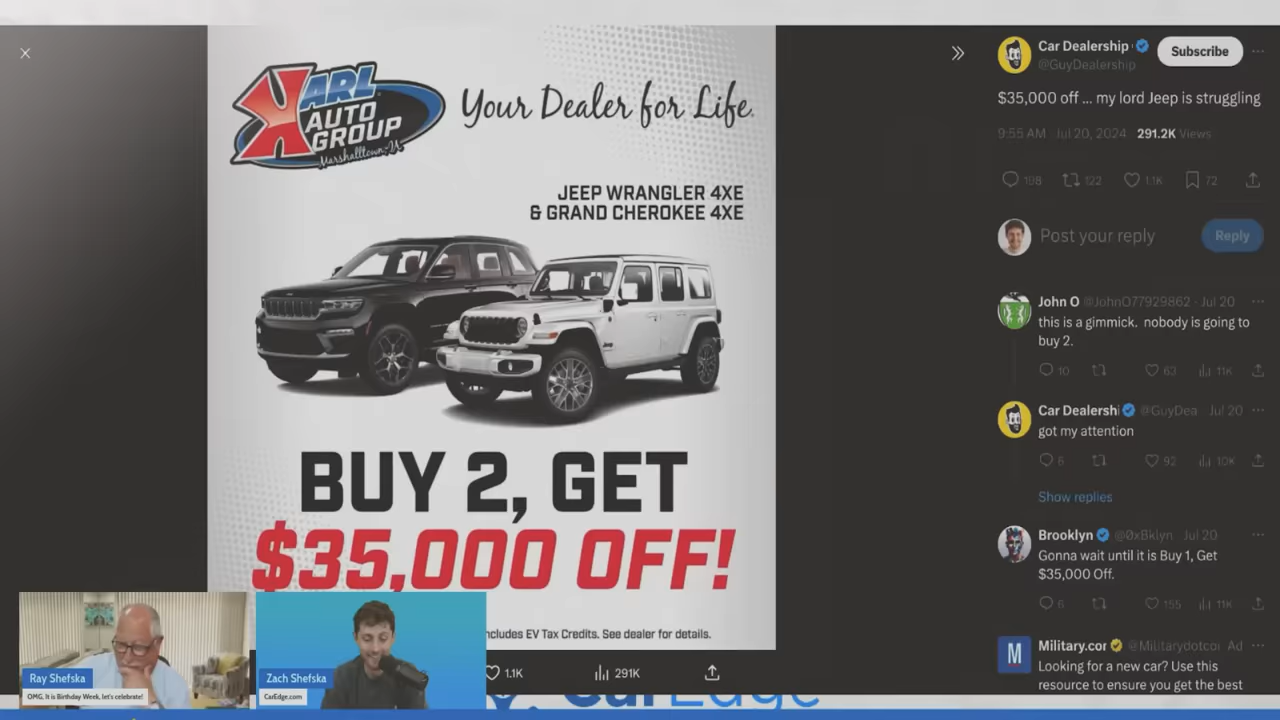 KARL
AUTO
GROUP
Marshalltown, IA
Your Dealer for Life.
JEEP WRANGLER 4XE
& GRAND CHEROKEE 4XE
BUY 2, GET
$35,000 OFF!
ncludes EV Tax Credits. See dealer for details.
1.1K
291K
Ray Shefska
OMG. It is Birthday Week, let's celebrate!
Zach Shefska
CarEdge.com
CarEdge
Car Dealership
@GuyDealership
Subscribe
$35,000 off ... my lord Jeep is struggling
9:55 AM Jul 20, 2024 291.2K Views
198 122 1.1K 72
Post your reply
Reply
John O @JohnO77929862 · Jul 20
this is a gimmick. nobody is going to
buy 2.
10 63 11K
Car Dealershi @GuyDea Jul 20
got my attention
6 92 10K
Show replies
Brooklyn @0xBklyn Jul 20
Gonna wait until it is Buy 1, Get
$35,000 Off.
6 155 11K
M
Military.cor @Militarydotcoi Ad
Looking for a new car? Use this
resource to ensure you get the best